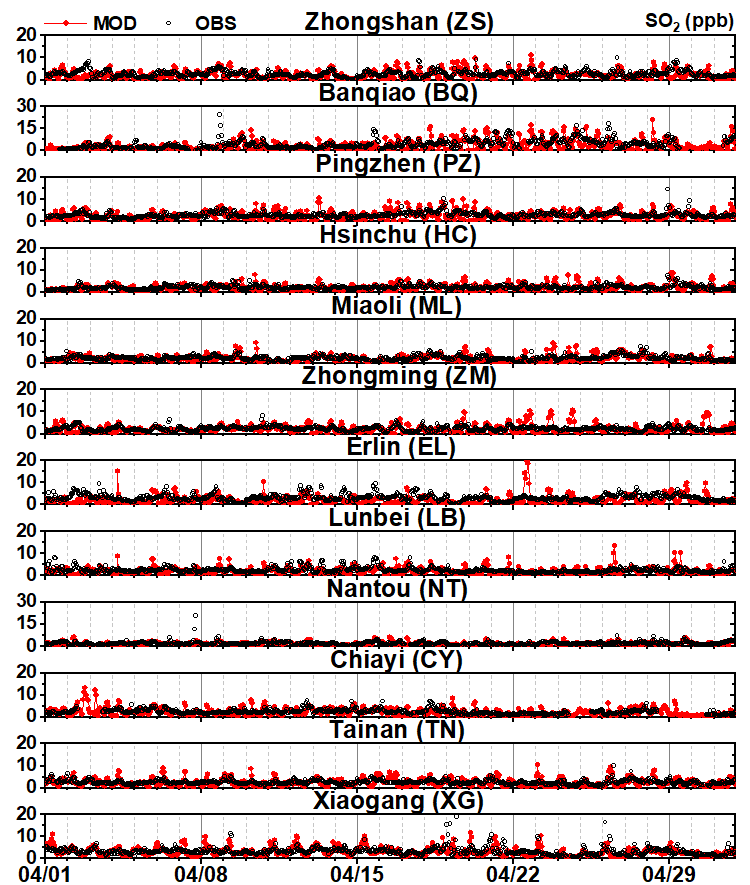 MOD OBS Zhongshan (ZS) SO2 (ppb)
20
10
0
Banqiao (BQ)
30
15
0
Pingzhen (PZ)
20
10
0
Hsinchu (HC)
20
10
0
Miaoli (ML)
20
10
0
Zhongming (ZM)
20
10
0
Erlin (EL)
20
10
0
Lunbei (LB)
20
10
0
Nantou (NT)
30
15
0
Chiayi (CY)
20
10
0
Tainan (TN)
20
10
0
Xiaogang (XG)
20
10
0
04/01 04/08 04/15 04/22 04/29